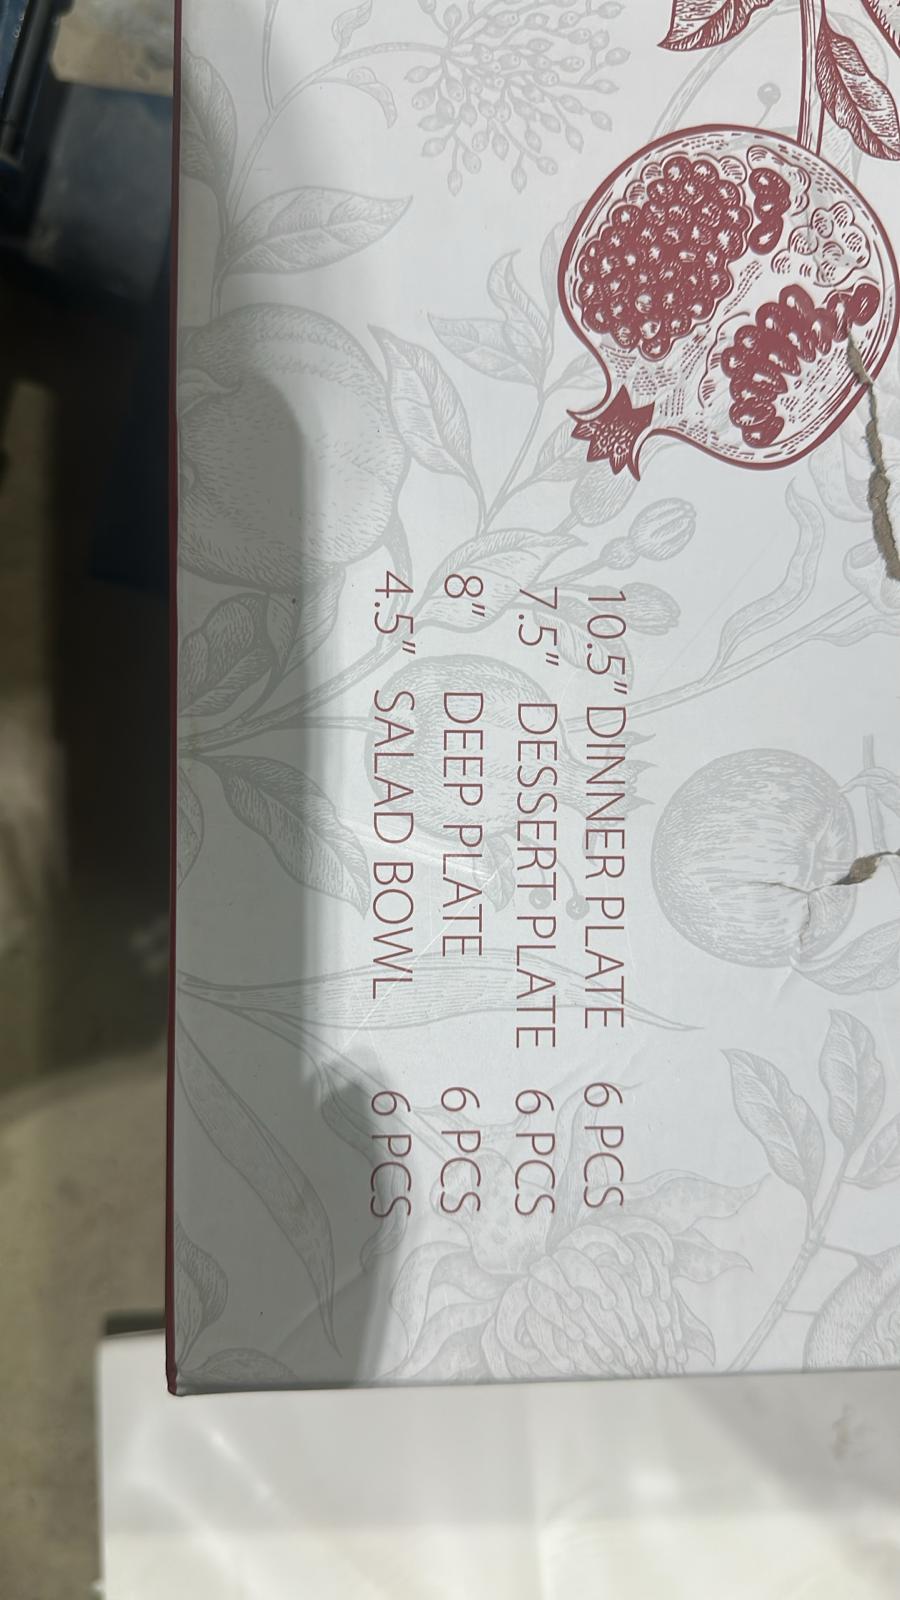 10.5" DINNER PLATE 6 PCS
7.5" DESSERT PLATE 6 PCS
8" DEEP PLATE 6 PCS
4.5" SALAD BOWL 6 PCS